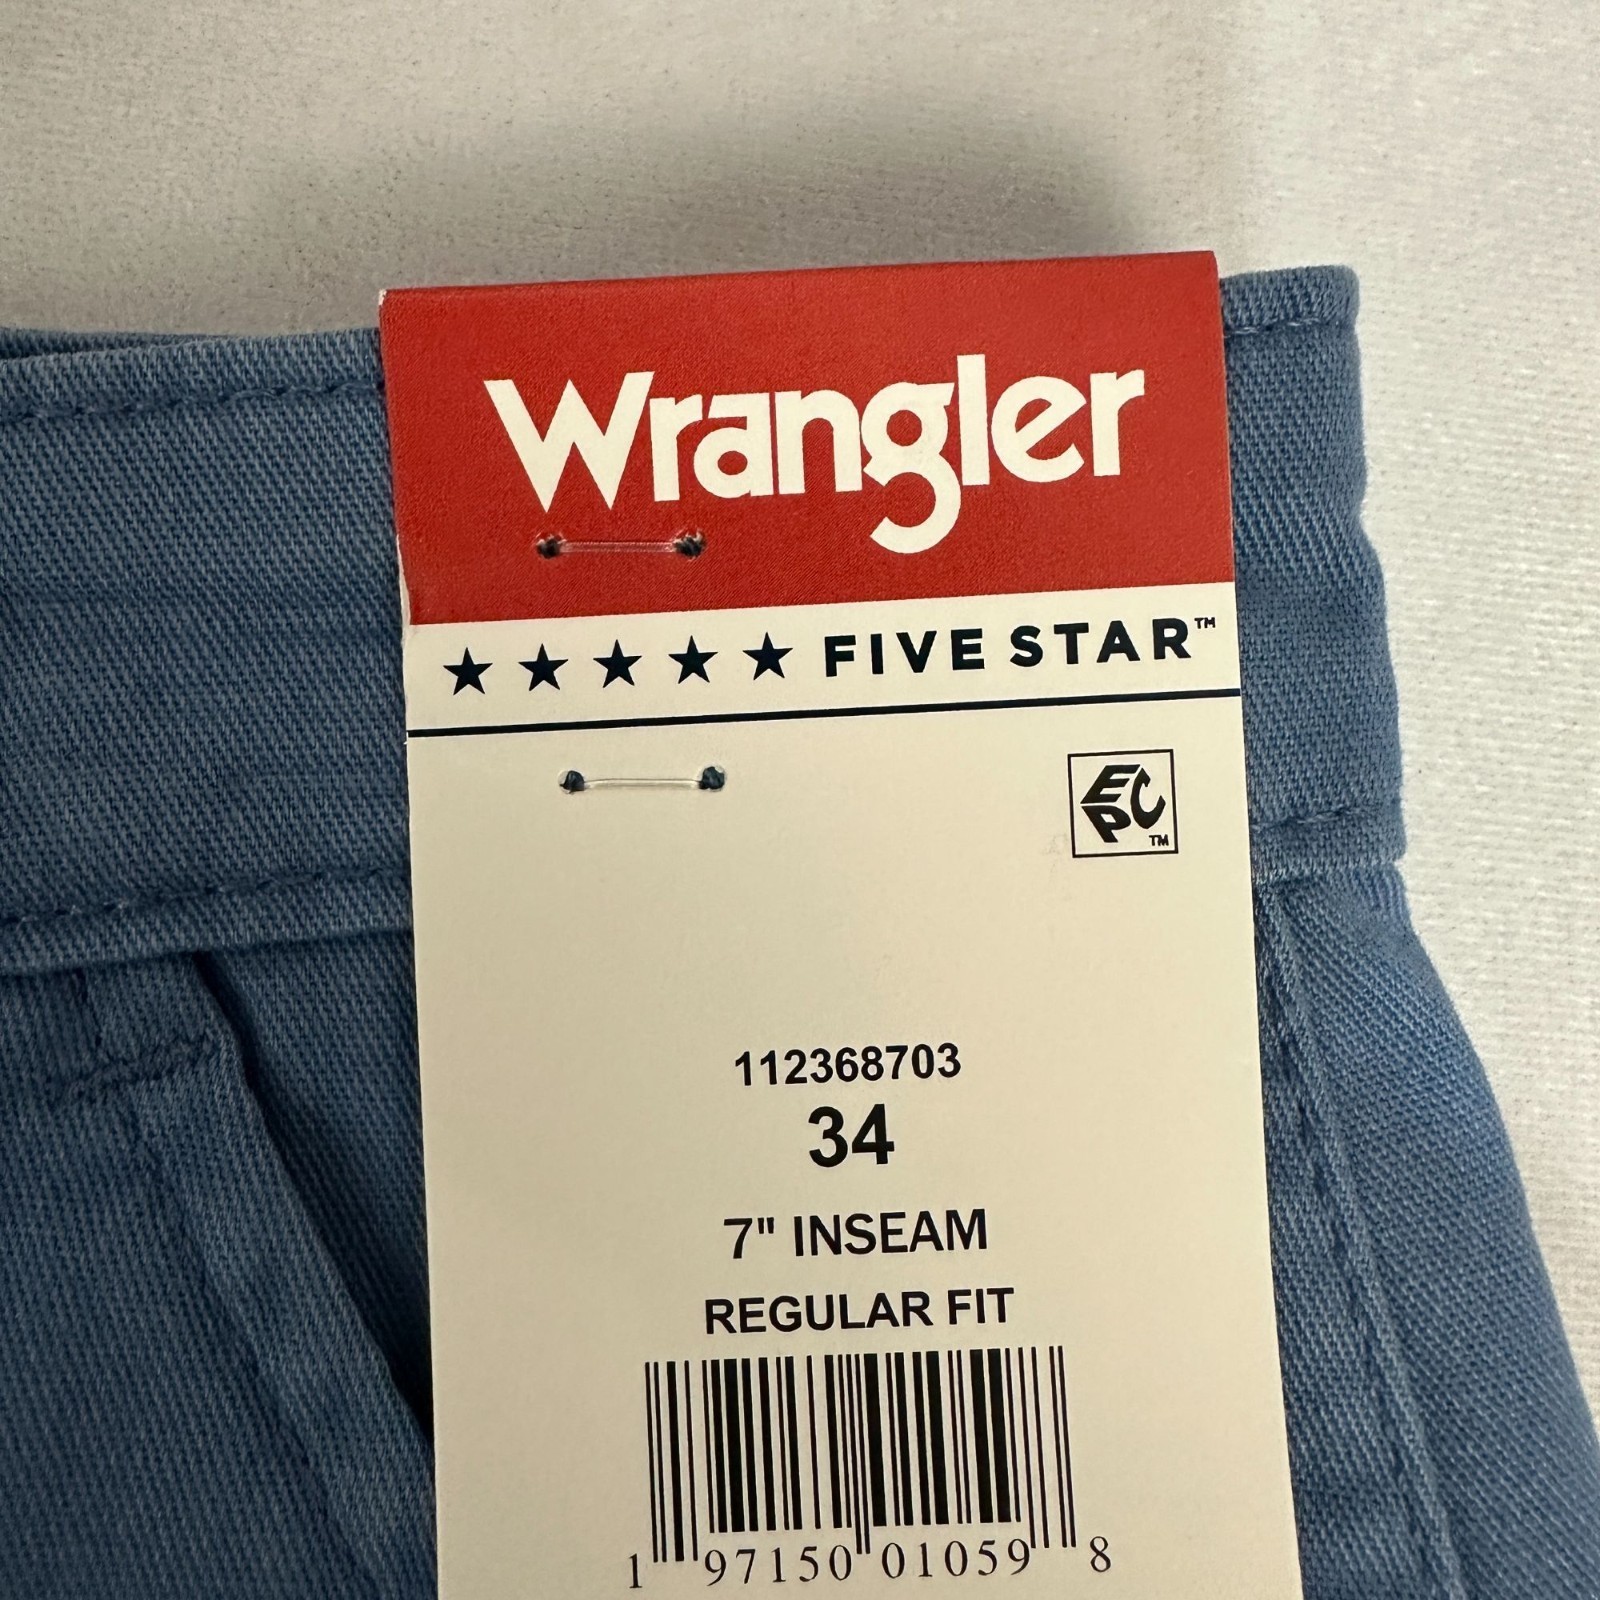 Wrangler
★★★★★ FIVE STAR™
EPC™
112368703
34
7" INSEAM
REGULAR FIT
1 97150 01059 8